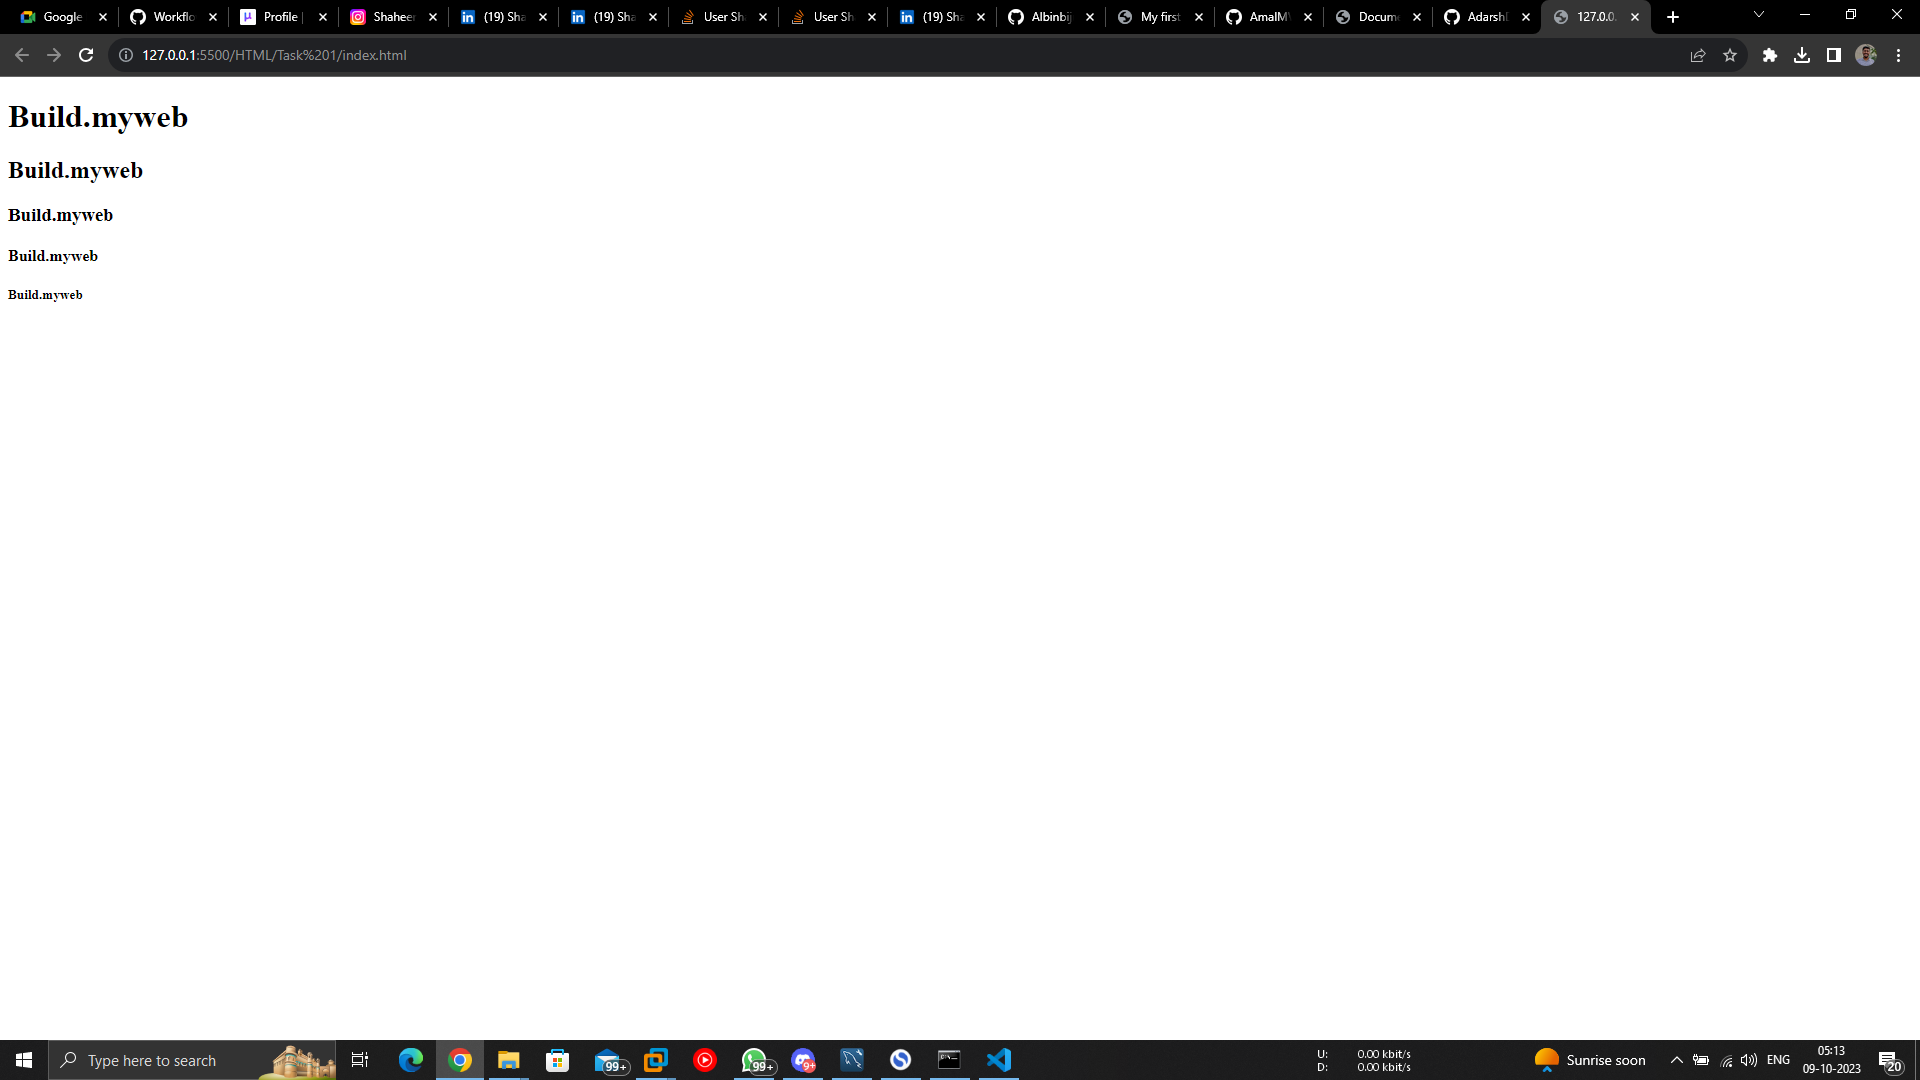 Google
Workflo
Profile |
Shaheer
(19) Sha
(19) Sha
User Sh
User Sh
(19) Sha
Albinbij
My first
AmalM
Docum
Adarsh
127.0.0.
127.0.0.1:5500/HTML/Task%201/index.html
Build.myweb
Build.myweb
Build.myweb
Build.myweb
Build.myweb
Type here to search
99+
99+
9+
U: 0.00 kbit/s
D: 0.00 kbit/s
Sunrise soon
ENG
05:13
09-10-2023
20